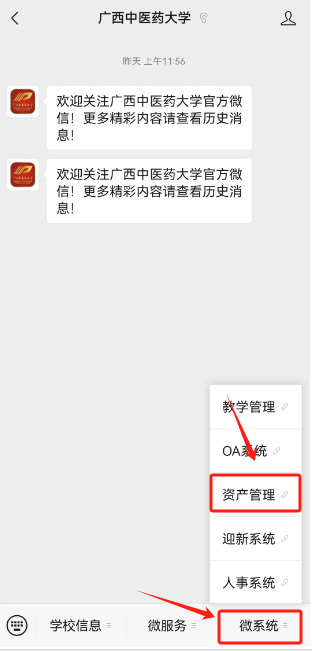 广西中医药大学
昨天 上午11:56
欢迎关注广西中医药大学官方微
信！更多精彩内容请查看历史消
息！
欢迎关注广西中医药大学官方微
信！更多精彩内容请查看历史消
息！
教学管理
OA系统
资产管理
迎新系统
人事系统
学校信息
微服务
微系统